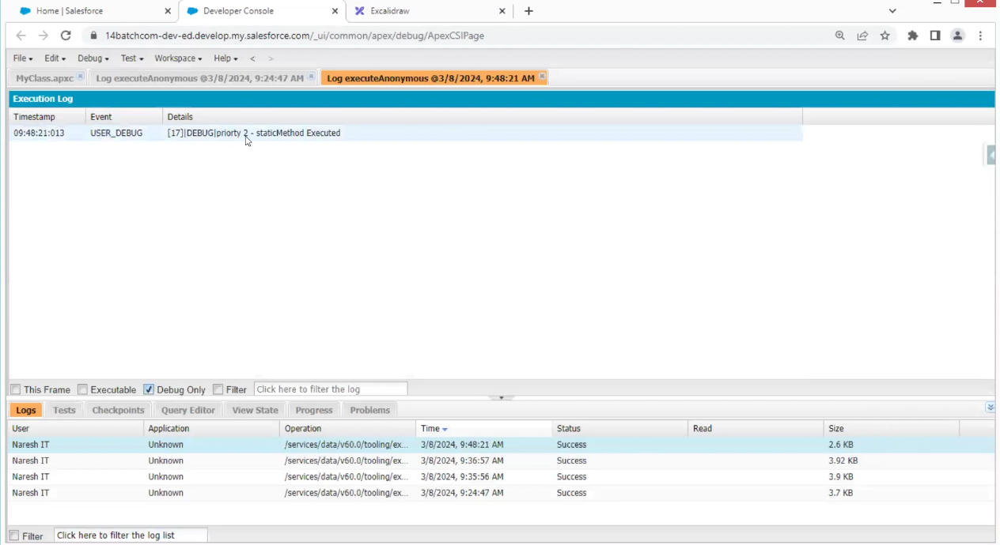 Home | Salesforce
Developer Console
Excalidraw
14batchcom-dev-ed.develop.my.salesforce.com/_ui/common/apex/debug/ApexCSIPage
File Edit Debug Test Workspace Help < >
MyClass.apxc Log executeAnonymous @3/8/2024, 9:24:47 AM Log executeAnonymous @3/8/2024, 9:48:21 AM
Execution Log
Timestamp Event Details
09:48:21:013 USER_DEBUG [17]|DEBUG|priorty 2 - staticMethod Executed
This Frame Executable Debug Only Filter Click here to filter the log
Logs Tests Checkpoints Query Editor View State Progress Problems
User Application Operation Time Status Read Size
Naresh IT Unknown /services/data/v60.0/tooling/ex... 3/8/2024, 9:48:21 AM Success 2.6 KB
Naresh IT Unknown /services/data/v60.0/tooling/ex... 3/8/2024, 9:36:57 AM Success 3.92 KB
Naresh IT Unknown /services/data/v60.0/tooling/ex... 3/8/2024, 9:35:56 AM Success 3.9 KB
Naresh IT Unknown /services/data/v60.0/tooling/ex... 3/8/2024, 9:24:47 AM Success 3.7 KB
Filter Click here to filter the log list